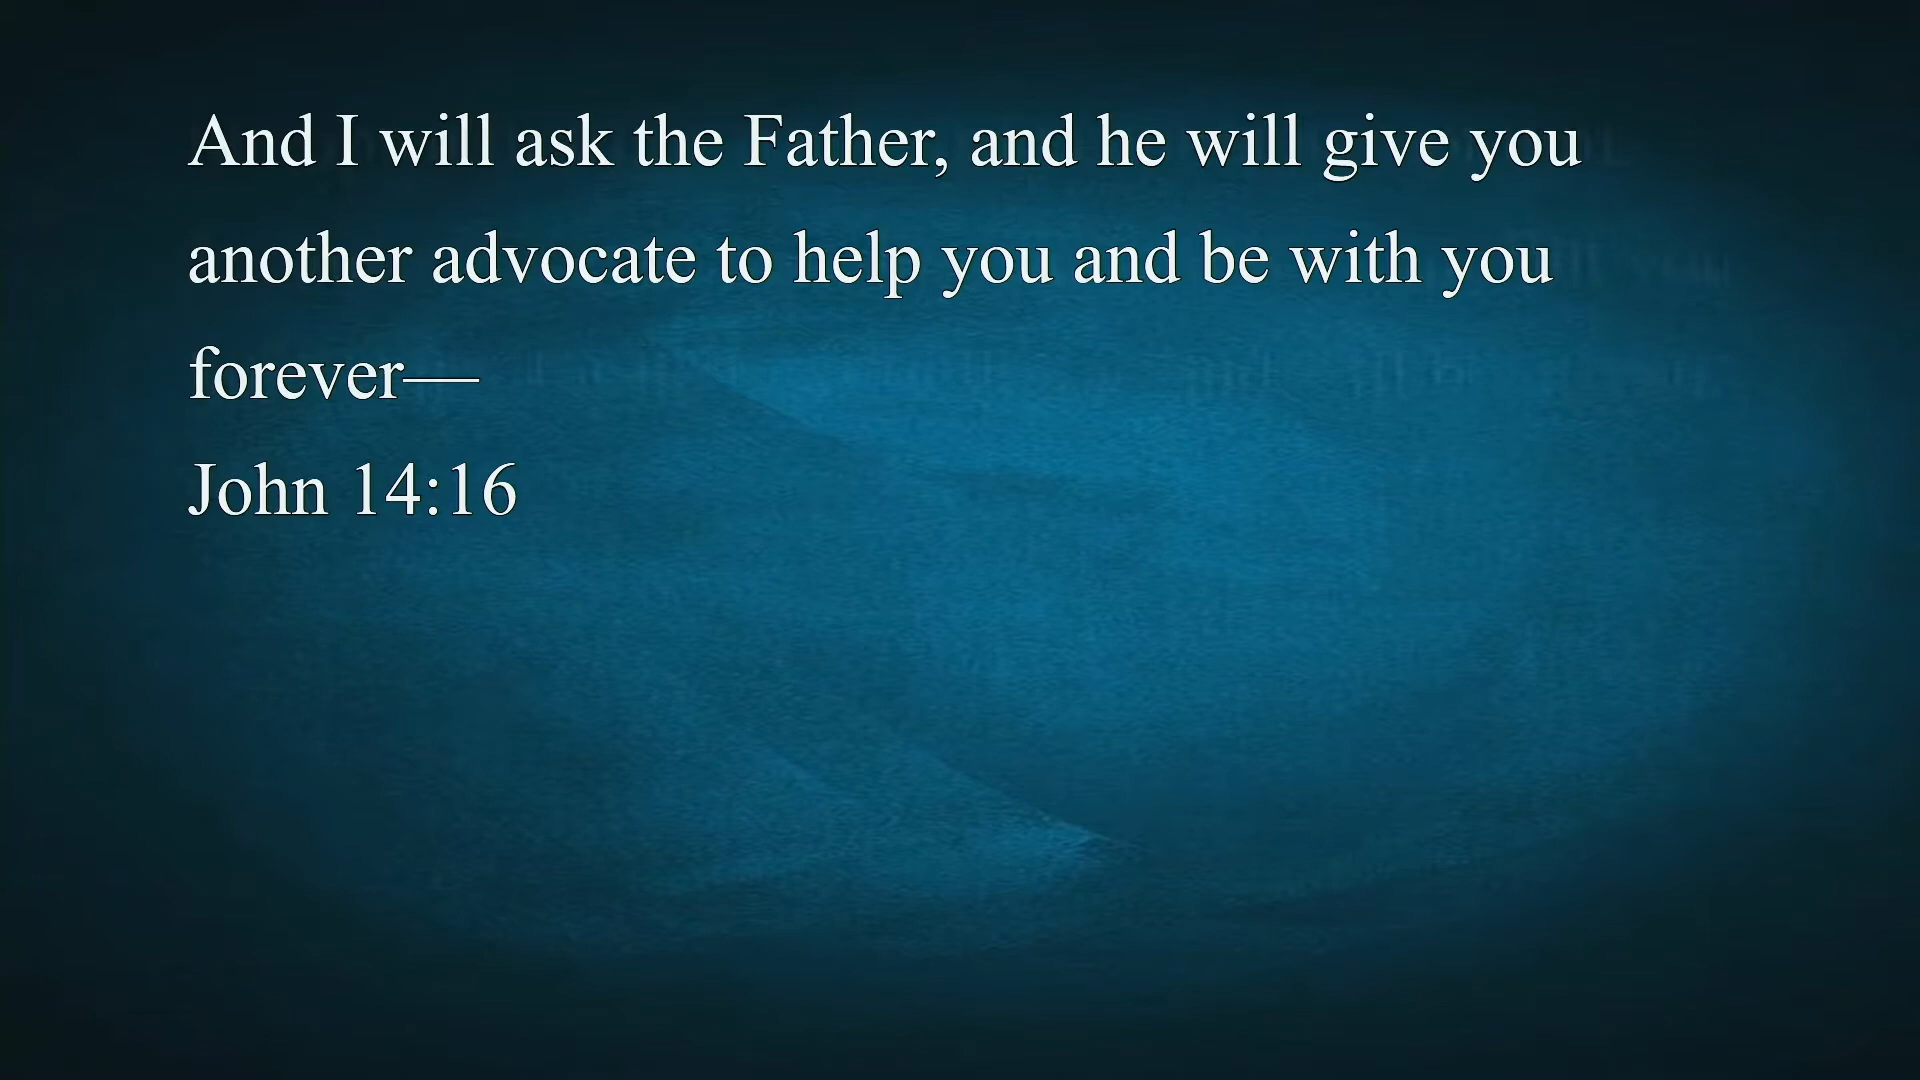 And I will ask the Father, and he will give you
another advocate to help you and be with you
forever—
John 14:16